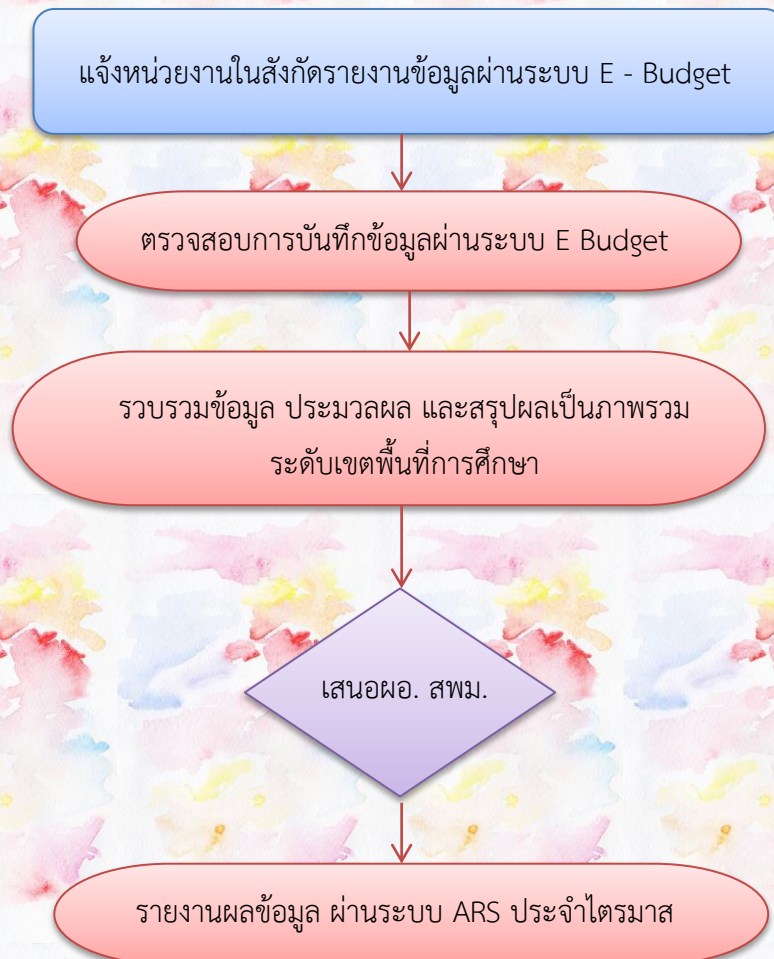 แจ้งหน่วยงานในสังกัดรายงานข้อมูลผ่านระบบ E - Budget
ตรวจสอบการบันทึกข้อมูลผ่านระบบ E Budget
รวบรวมข้อมูล ประมวลผล และสรุปผลเป็นภาพรวม
ระดับเขตพื้นที่การศึกษา
เสนอผอ. สพม.
รายงานผลข้อมูล ผ่านระบบ ARS ประจำไตรมาส